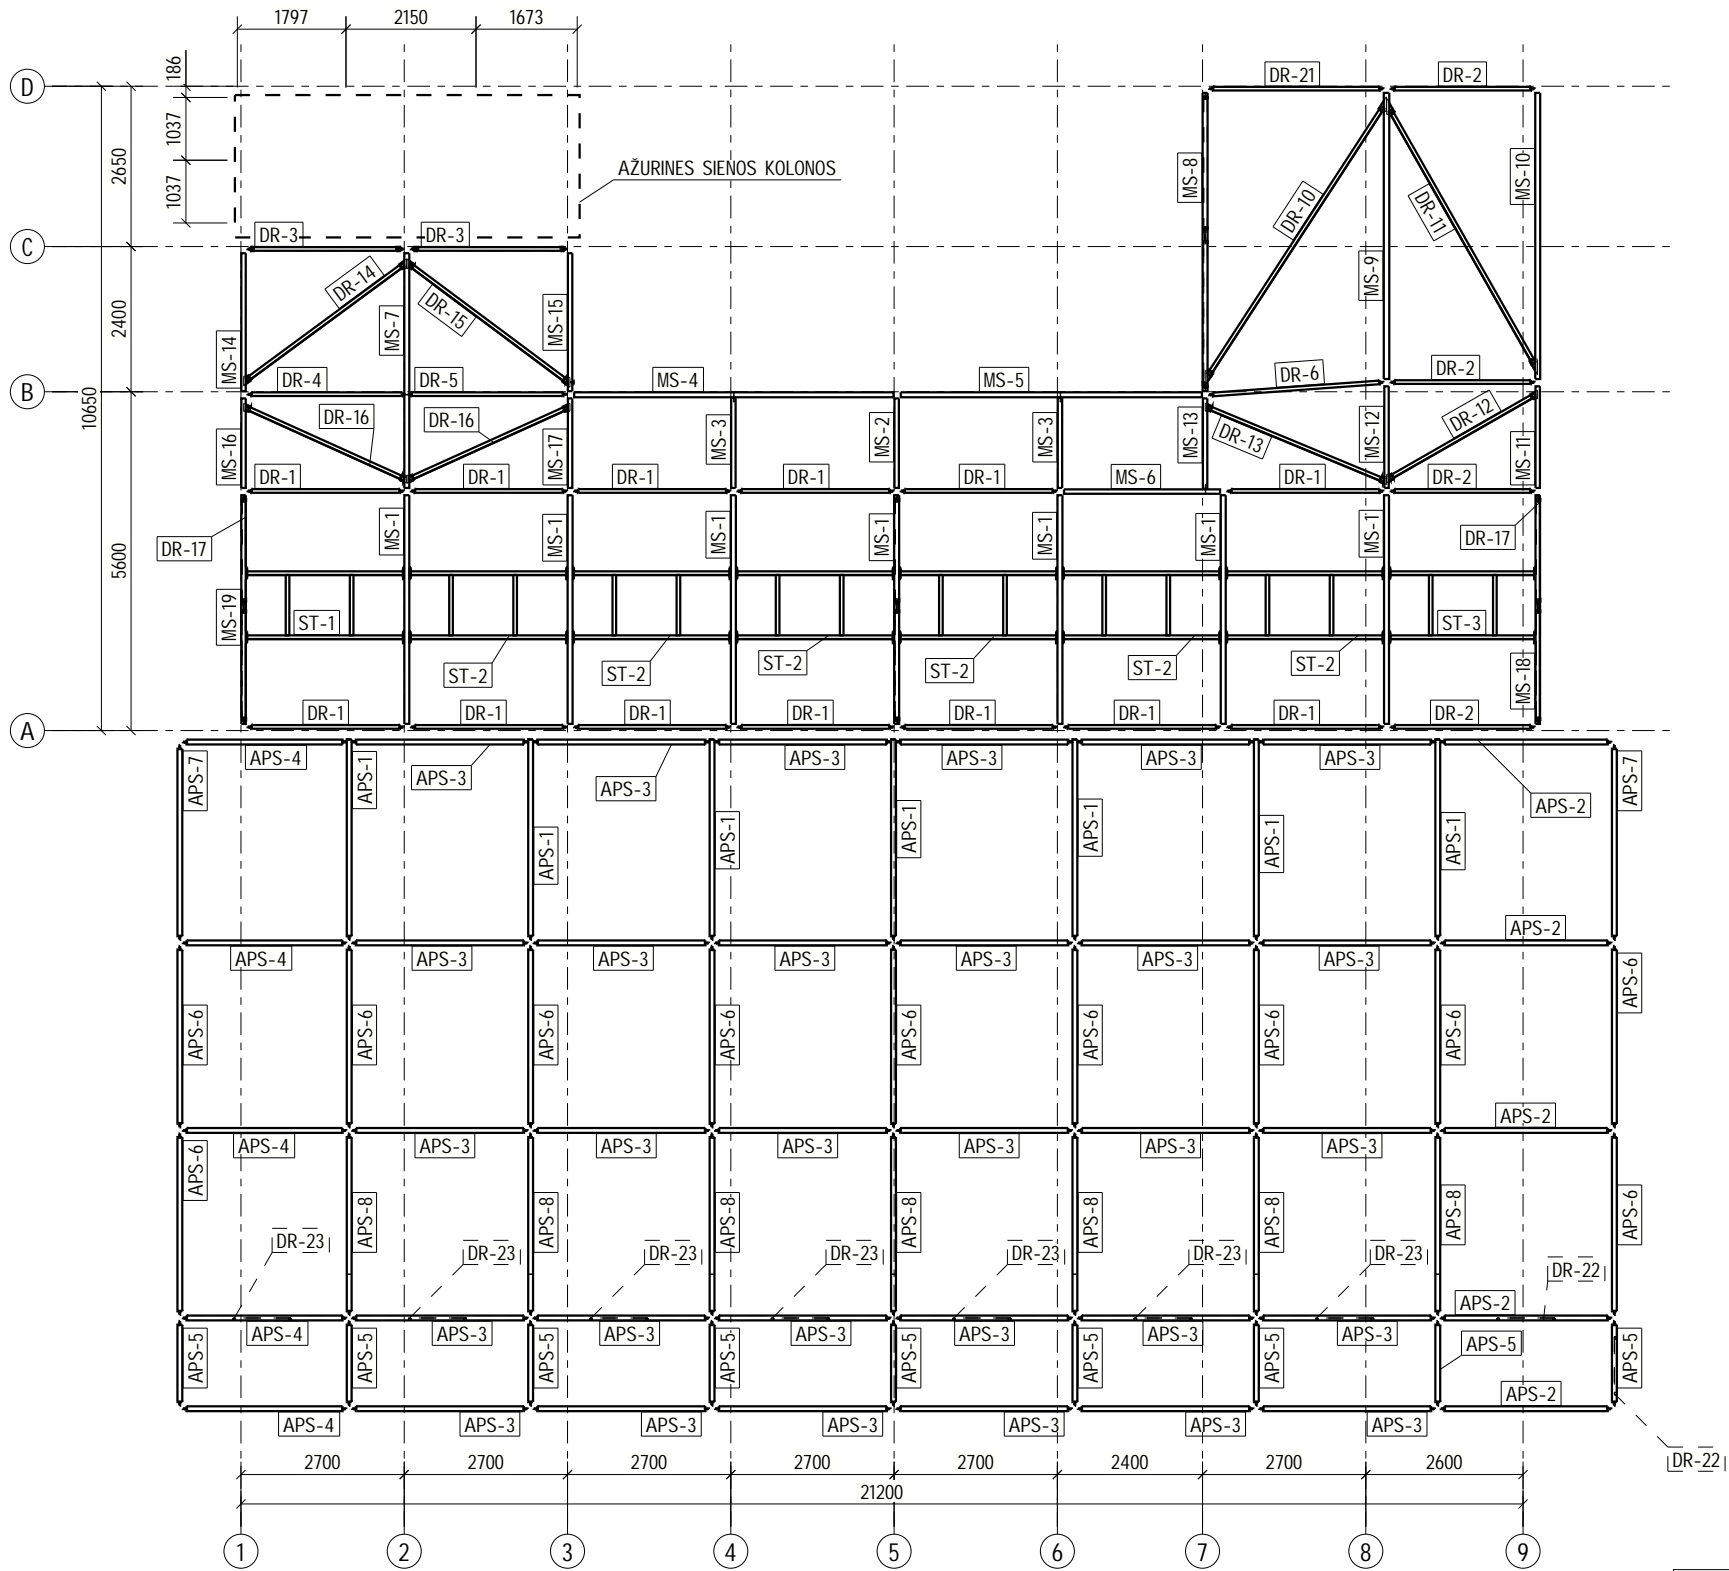 1797 2150 1673
186
D
DR-21 DR-2
1037
2650
1037
AŽURINES SIENOS KOLONOS
MS-8 DR-10 DR-11 MS-10
DR-3 DR-3
C
MS-9
DR-14 DR-15 MS-7 MS-15
2400
MS-14
DR-4 DR-5 MS-4 MS-5 DR-6 DR-2
B
10650
DR-16 DR-16
MS-16 MS-17 MS-3 MS-2 MS-3 MS-13 DR-13 MS-12 DR-12 MS-11
DR-1 DR-1 DR-1 DR-1 DR-1 MS-6 DR-1 DR-2
DR-17 MS-1 MS-1 MS-1 MS-1 MS-1 MS-1 MS-1 DR-17
5600
MS-19 ST-1 ST-3
ST-2 ST-2 ST-2 ST-2 ST-2 ST-2
MS-18
DR-1 DR-1 DR-1 DR-1 DR-1 DR-1 DR-1 DR-2
A
APS-7 APS-4 APS-1 APS-3 APS-3 APS-3 APS-3 APS-3 APS-3 APS-2 APS-7
APS-1 APS-1 APS-1 APS-1 APS-1 APS-1
APS-2
APS-4 APS-3 APS-3 APS-3 APS-3 APS-3 APS-3
APS-6 APS-6 APS-6 APS-6 APS-6 APS-6 APS-6 APS-6 APS-6
APS-2
APS-4 APS-3 APS-3 APS-3 APS-3 APS-3 APS-3
APS-6 APS-8 APS-8 APS-8 APS-8 APS-8 APS-8 APS-8 APS-6
DR-23 DR-23 DR-23 DR-23 DR-23 DR-23 DR-23 DR-22
APS-2
APS-4 APS-3 APS-3 APS-3 APS-3 APS-3 APS-3
APS-5 APS-5 APS-5 APS-5 APS-5 APS-5 APS-5 APS-5 APS-5
APS-2
APS-4 APS-3 APS-3 APS-3 APS-3 APS-3 APS-3
DR-22
2700 2700 2700 2700 2700 2400 2700 2600
21200
1 2 3 4 5 6 7 8 9